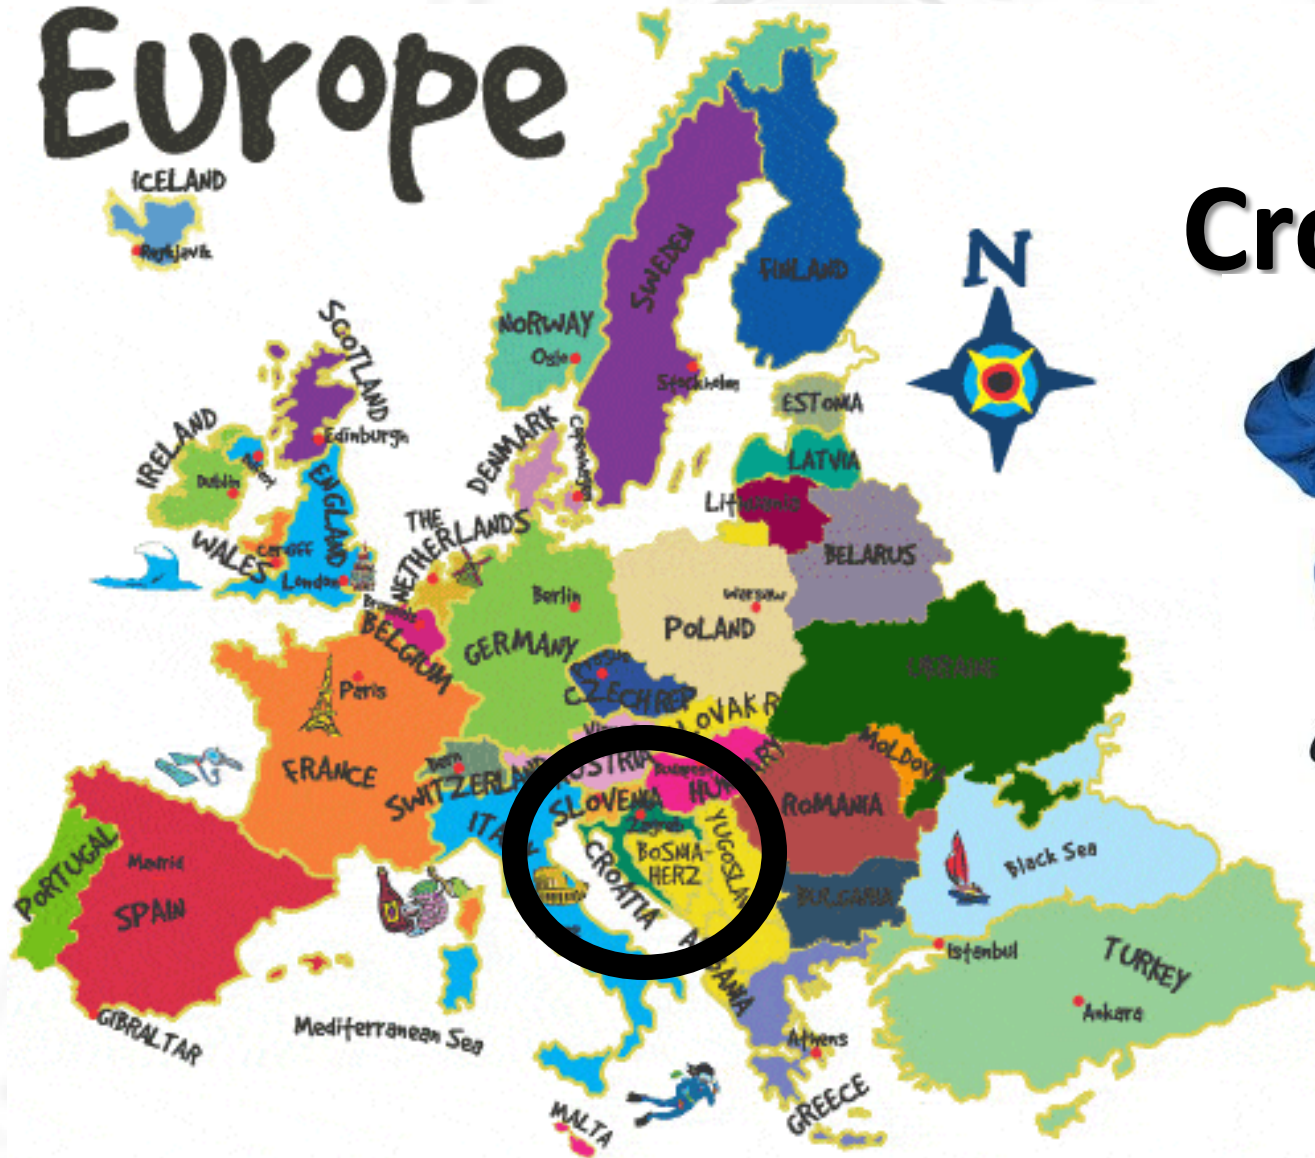 Europe
ICELAND
Reykjavik
N
Cro
SCOTLAND
Edinburgh
IRELAND
Dublin
ENGLAND
WALES
Cardiff
London
NORWAY
Oslo
SWEDEN
Stockholm
FINLAND
DENMARK
Copenhagen
ESTONIA
LATVIA
Lithuania
BELARUS
THE
NETHERLANDS
Brussels
BELGIUM
Berlin
GERMANY
Warsaw
POLAND
Prague
CZECH REP
UKRAINE
Paris
FRANCE
Bern
SWITZERLAND
MOLDOVA
ROMANIA
SLOVENIA
Zagreb
BOSNIA-
HERZ
CROATIA
BULGARIA
Black Sea
PORTUGAL
Madrid
SPAIN
GIBRALTAR
Mediterranean Sea
Istanbul
TURKEY
Ankara
Athens
GREECE
MALTA